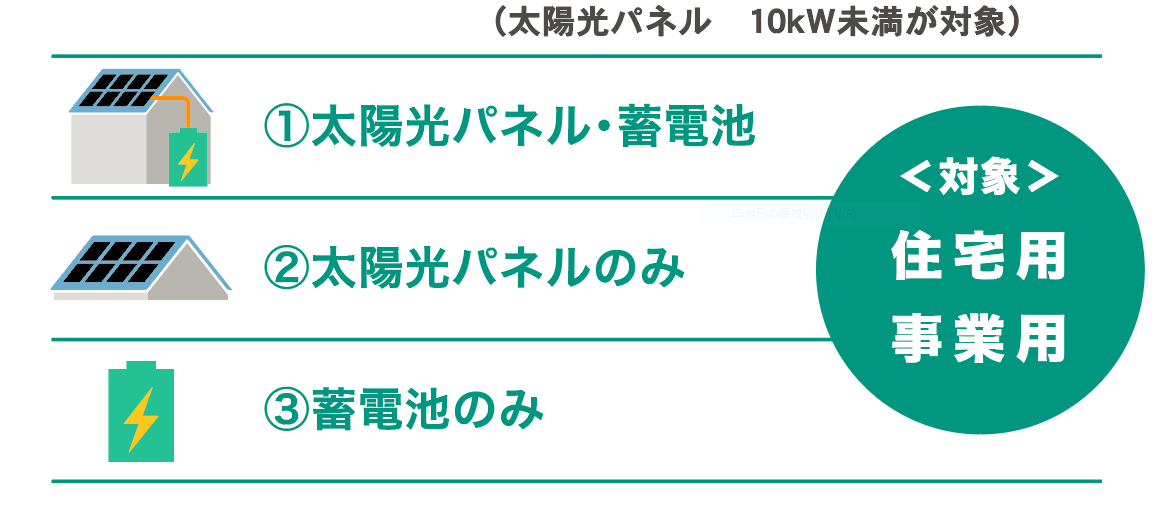 （太陽光パネル　10kW未満が対象）
①太陽光パネル・蓄電池
②太陽光パネルのみ
③蓄電池のみ
＜対象＞
住宅用
事業用